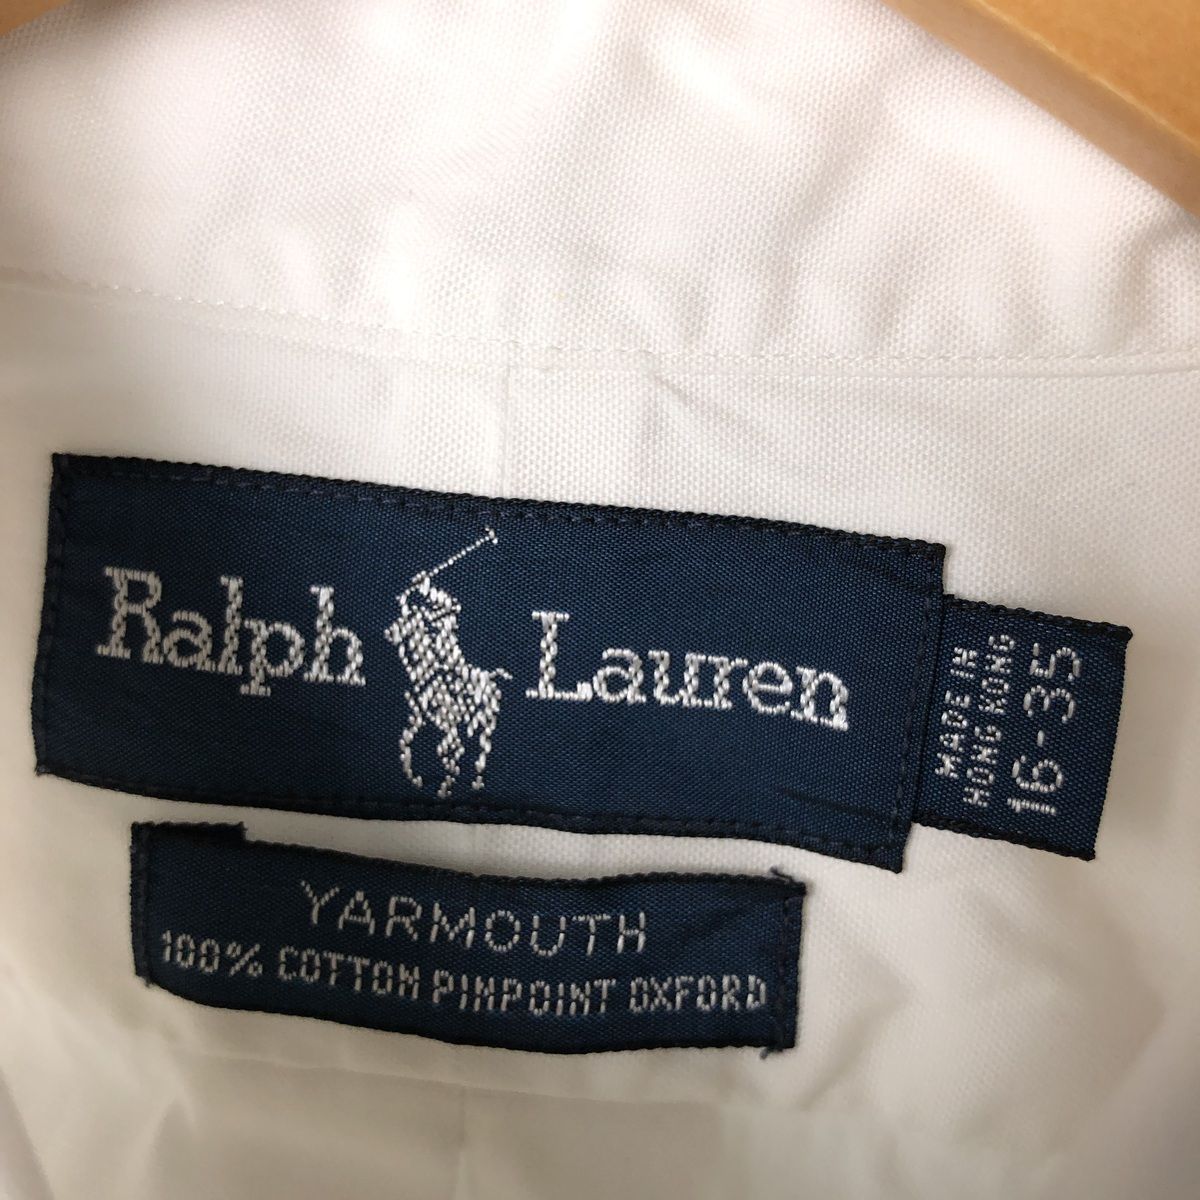 Ralph Lauren
MADE IN
HONG KONG
16-35
YARMOUTH
100% COTTON PINPOINT OXFORD